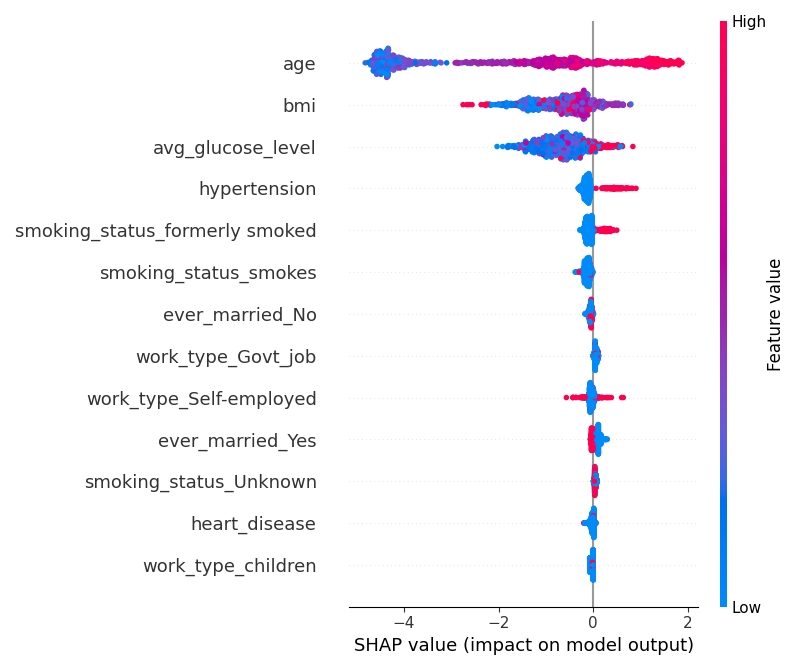 High
age
bmi
avg_glucose_level
hypertension
smoking_status_formerly smoked
smoking_status_smokes
ever_married_No
work_type_Govt_job
work_type_Self-employed
ever_married_Yes
smoking_status_Unknown
heart_disease
work_type_children
Feature value
Low
−4 −2 0 2
SHAP value (impact on model output)